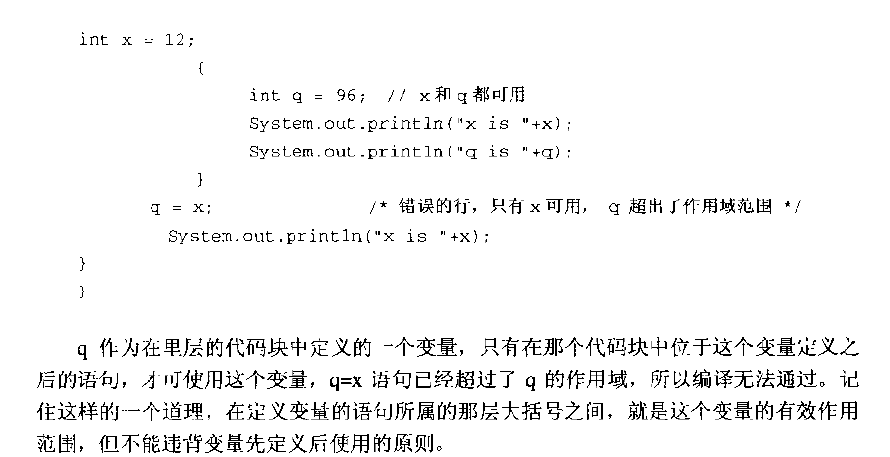 int x = 12;
{
int q = 96; // x和q都可用
System.out.println("x is "+x);
System.out.println("q is "+q);
}
q = x; /* 错误的行，只有x可用， q 超出了作用域范围 */
System.out.println("x is "+x);
}
}
q 作为在里层的代码块中定义的一个变量，只有在那个代码块中位于这个变量定义之
后的语句，才可使用这个变量，q=x 语句已经超过了 q 的作用域，所以编译无法通过。记
住这样的一个道理，在定义变量的语句所属的那层大括号之间，就是这个变量的有效作用
范围，但不能违背变量先定义后使用的原则。